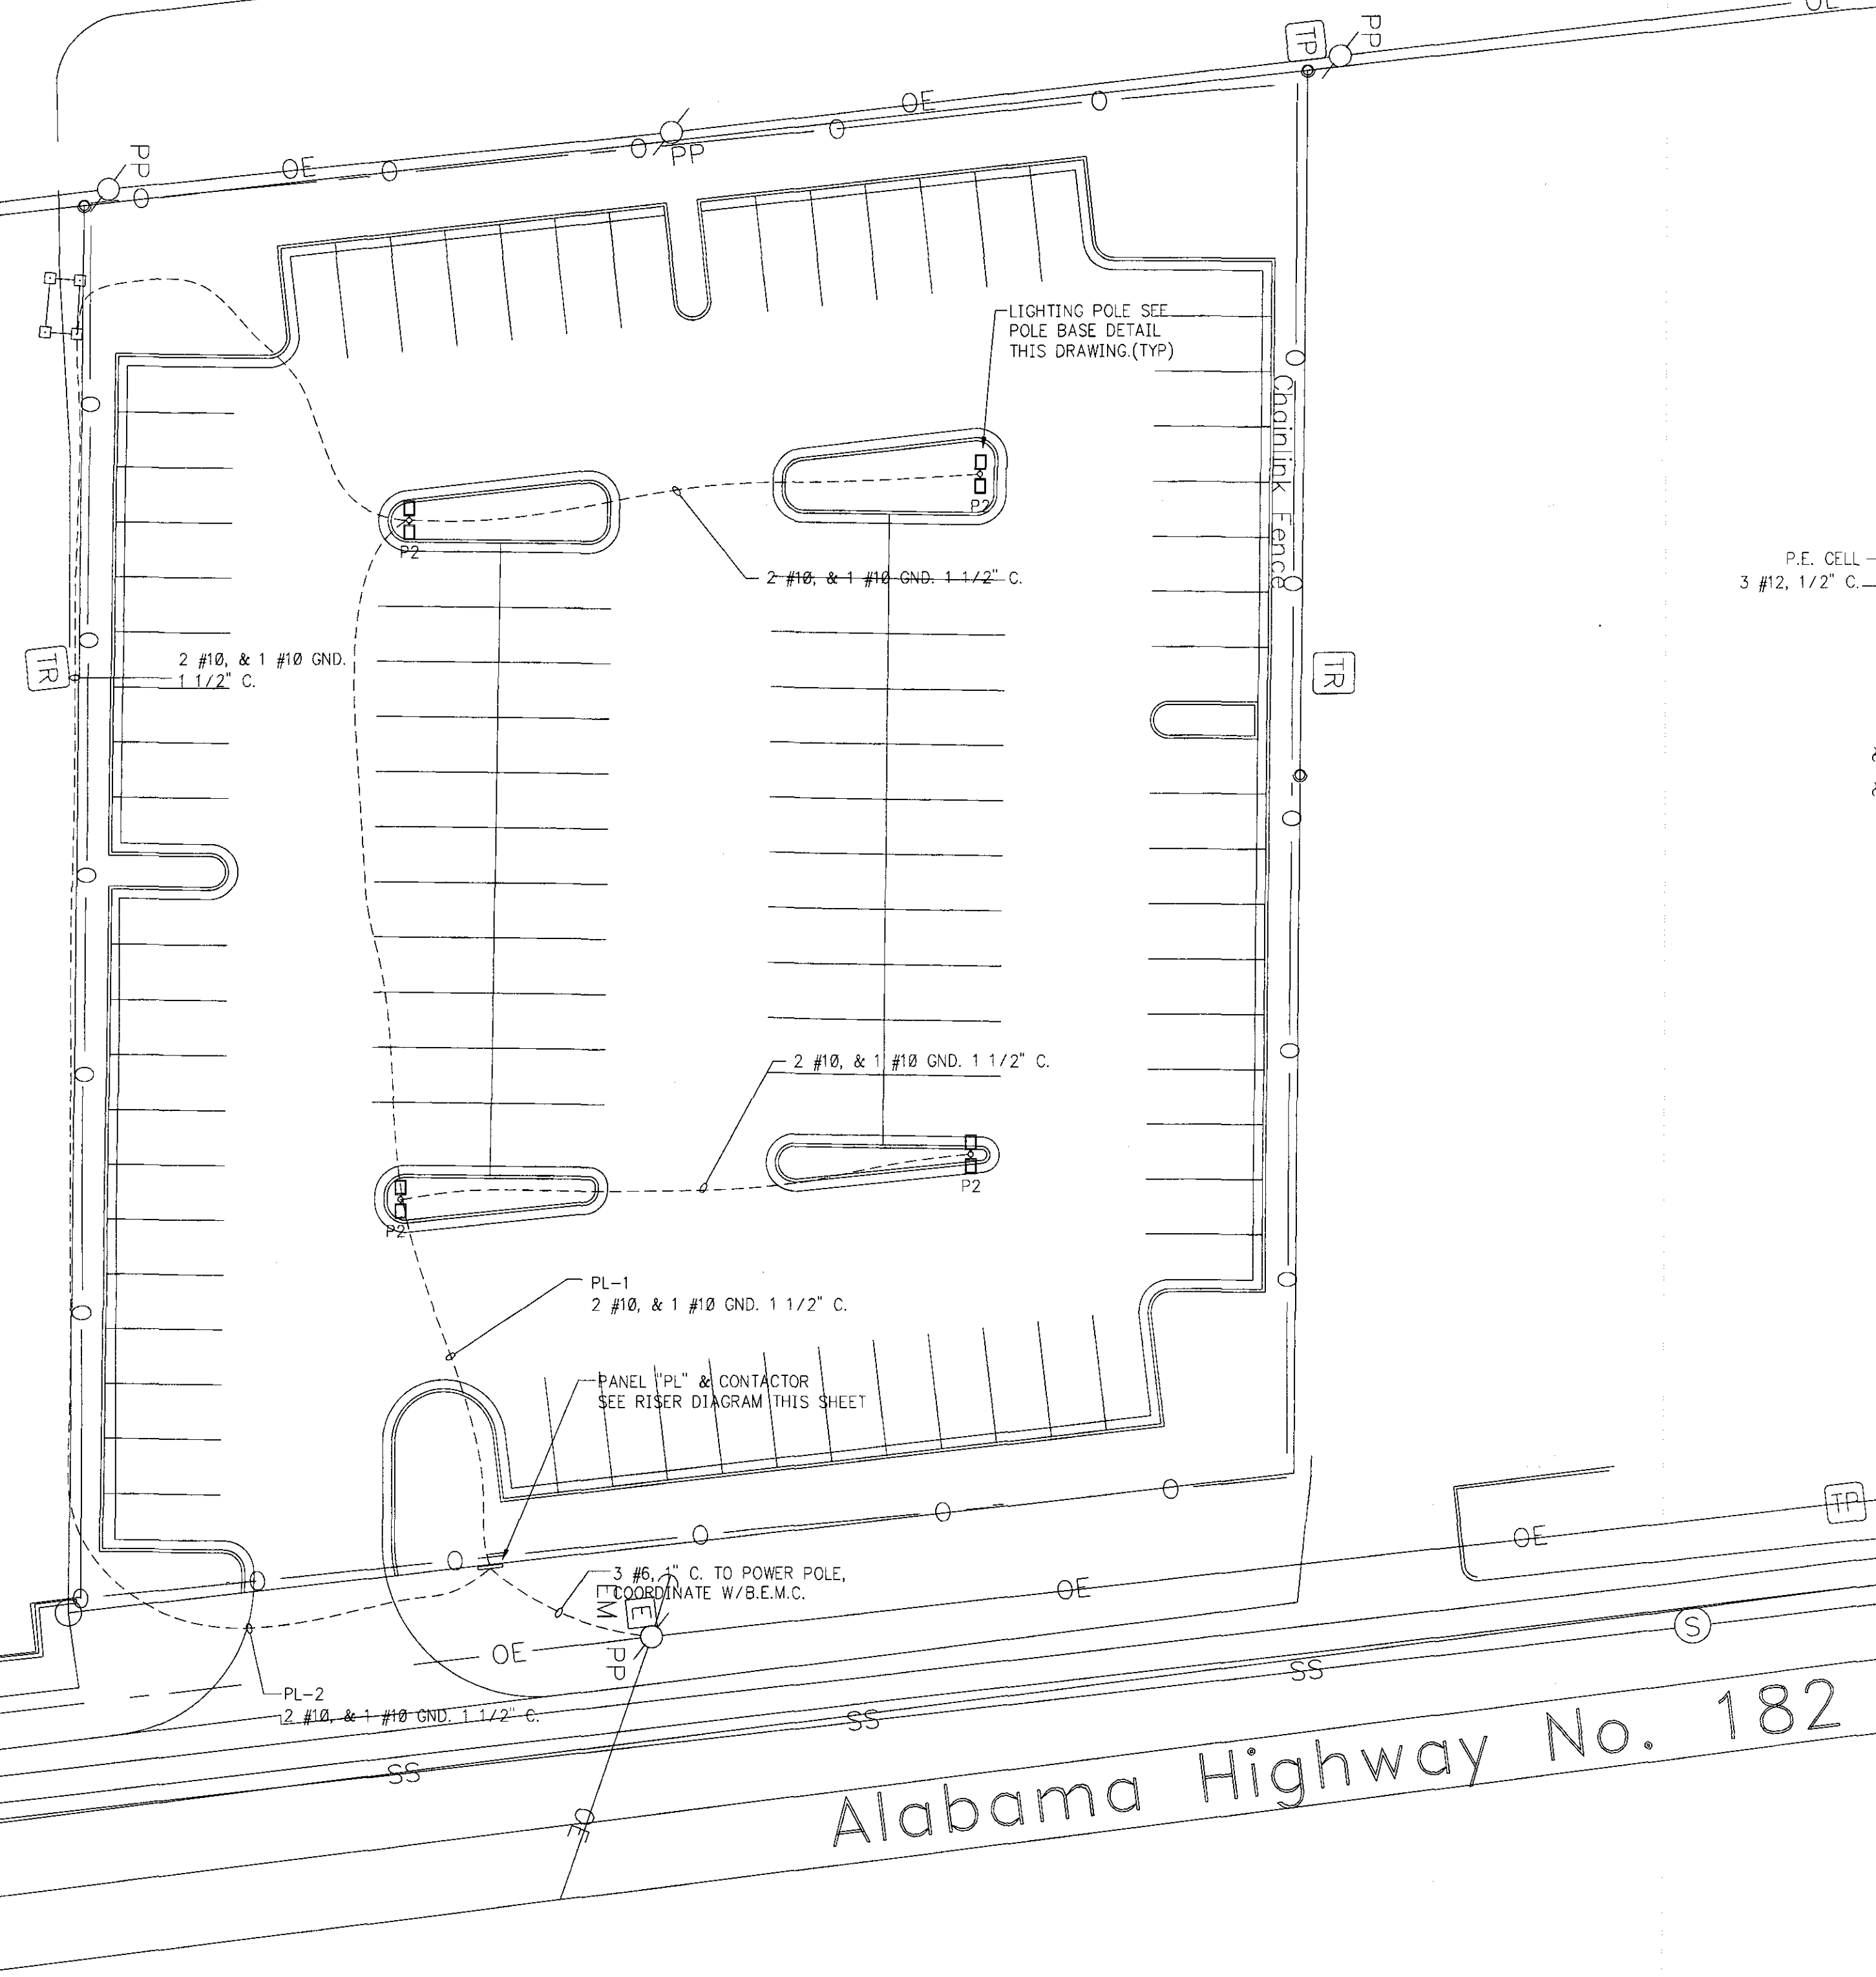 OE
PP
TP
OE
PP
OE
PP
LIGHTING POLE SEE
POLE BASE DETAIL
THIS DRAWING.(TYP)
Chainlink Fence
P2
P2
2 #10, & 1 #10 GND. 1 1/2" C.
P.E. CELL
3 #12, 1/2" C.
TR
2 #10, & 1 #10 GND.
1 1/2" C.
TR
2 #10, & 1 #10 GND. 1 1/2" C.
P2
P2
PL-1
2 #10, & 1 #10 GND. 1 1/2" C.
PANEL "PL" & CONTACTOR
SEE RISER DIAGRAM THIS SHEET
TP
OE
3 #6, 1" C. TO POWER POLE,
COORDINATE W/B.E.M.C.
EM
E
OE
OE
PP
S
SS
PL-2
2 #10, & 1 #10 GND. 1 1/2" C.
SS
SS
OE
Alabama Highway No. 182